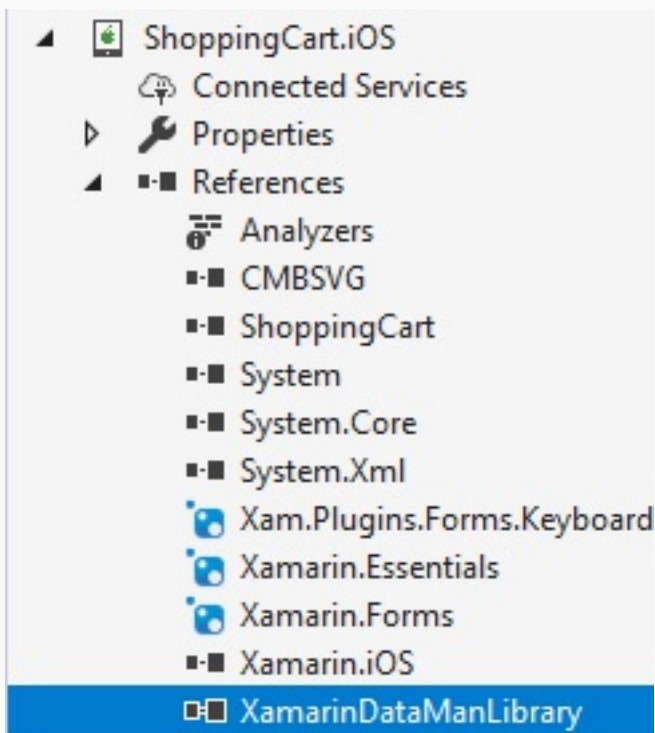 ShoppingCart.iOS
Connected Services
Properties
References
Analyzers
CMBSVG
ShoppingCart
System
System.Core
System.Xml
Xam.Plugins.Forms.Keyboard
Xamarin.Essentials
Xamarin.Forms
Xamarin.iOS
XamarinDataManLibrary